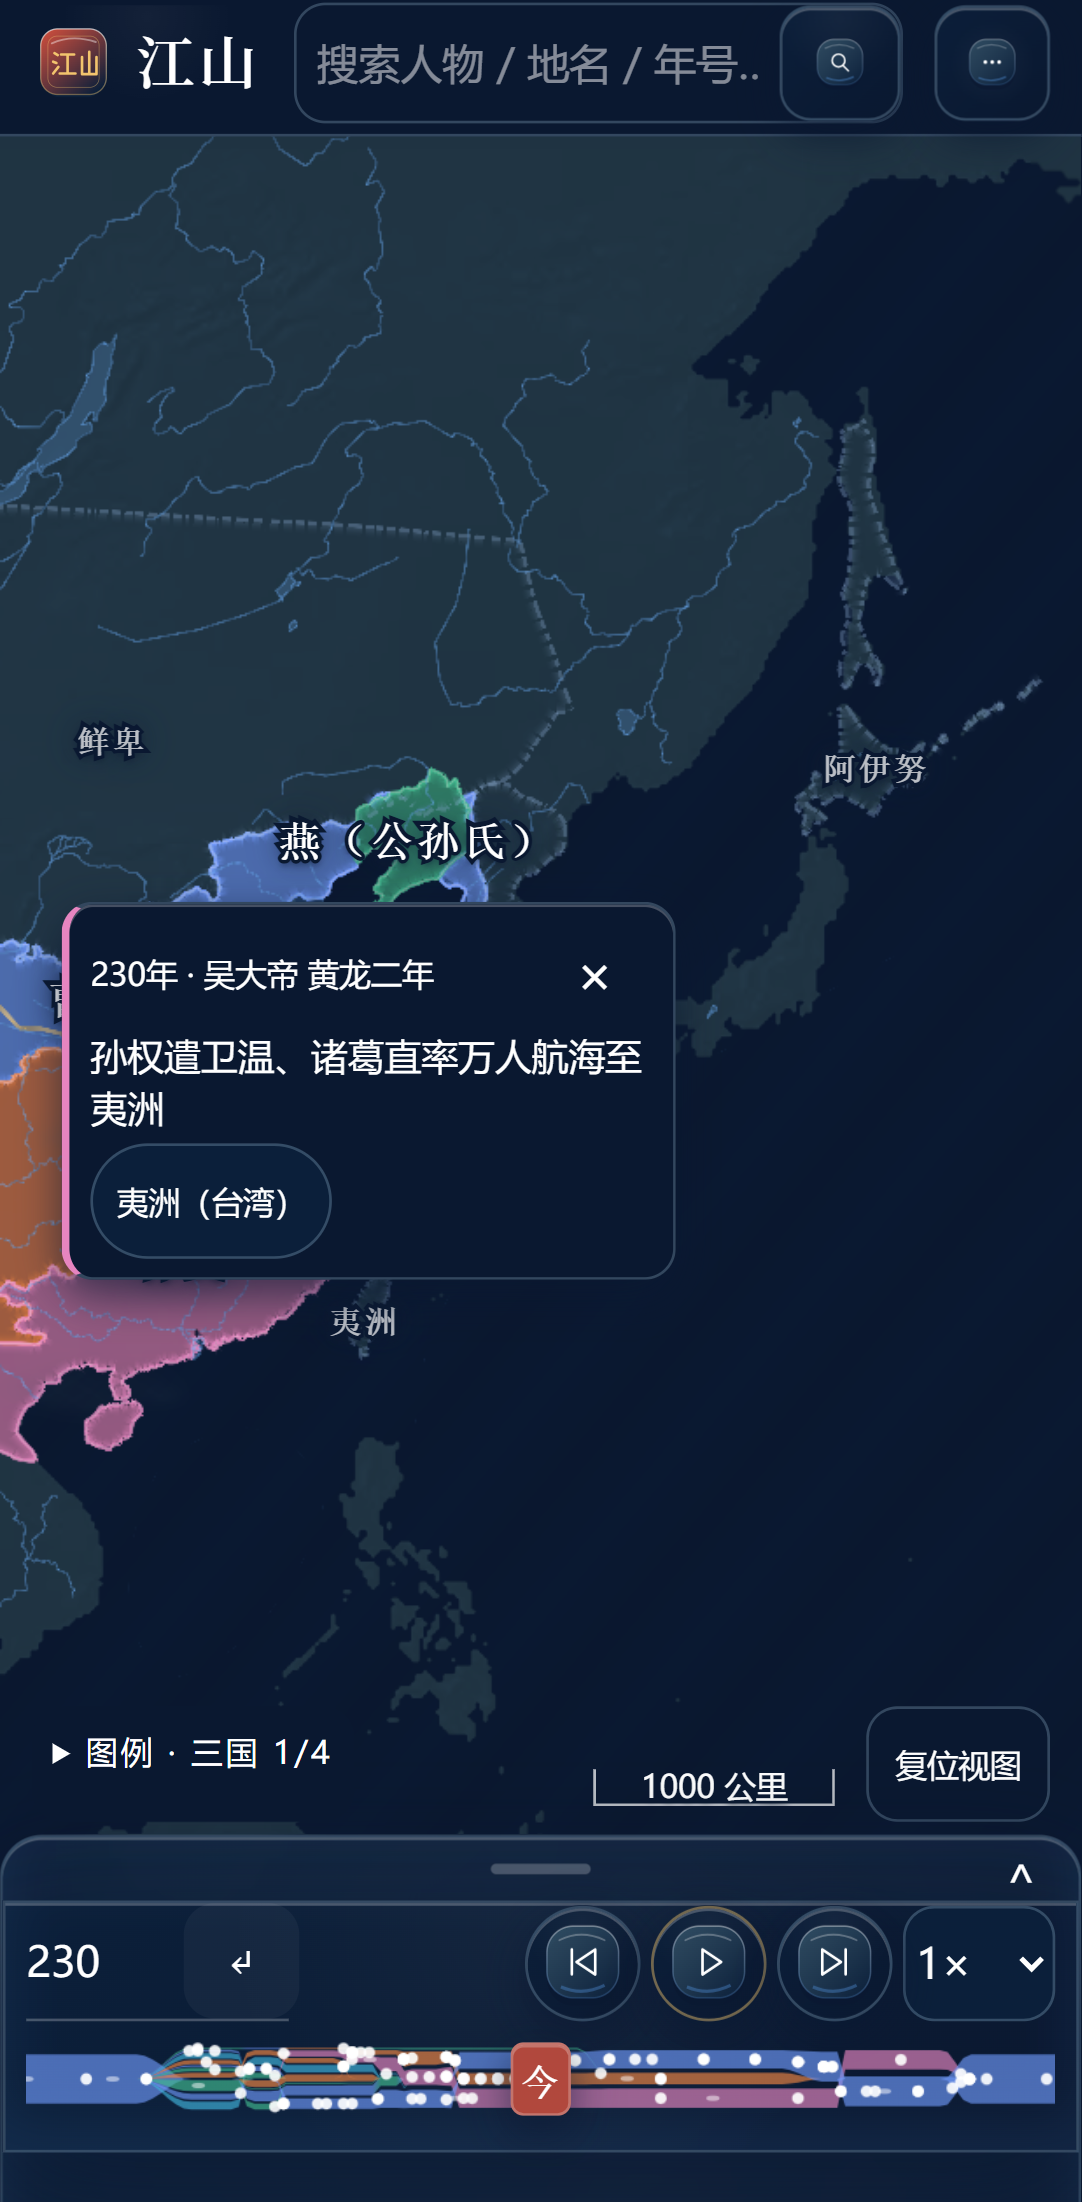 江山
江山
搜索人物 / 地名 / 年号..
鲜卑
阿伊努
燕（公孙氏）
230年 · 吴大帝 黄龙二年
孙权遣卫温、诸葛直率万人航海至
夷洲
夷洲（台湾）
夷洲
图例 · 三国 1/4
1000 公里
复位视图
230
1×
今